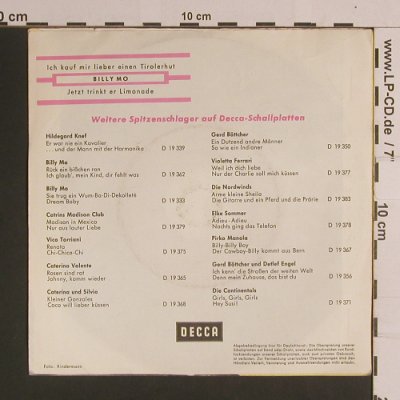 0 cm
10 cm
10 cm
www.LP-CD.de / 7"
Ich kauf mir lieber einen Tirolerhut
BILLY MO
Jetzt trinkt er Limonade
Weitere Spitzenschlager auf Decca-Schallplatten
Hildegard Knef
Er war nie ein Kavalier
. . . und der Mann mit der Harmonika D 19 339
Billy Mo
Rück ein bißchen ran
Ich glaub', mein Kind, dir fehlt was D 19 362
Billy Mo
Sie trug ein Wum-Ba-Di-Dekolleté
Dream Baby D 19 333
Catrins Madison Club
Madison in Mexico
Nur aus lauter Liebe D 19 379
Vico Torriani
Renata
Chi-Chica-Chi D 19 375
Caterina Valente
Rosen sind rot
Johnny, komm wieder D 19 365
Caterina und Silvio
Kleiner Gonzales
Coco will lieber küssen D 19 368
Gerd Böttcher
Ein Dutzend andre Männer
So wie ein Indianer D 19 350
Violetta Ferrari
Weil ich dich liebe
Nur der Charlie soll mich küssen D 19 377
Die Nordwinds
Arme kleine Sheila
Die Gitarre und ein Pferd und die Prärie D 19 383
Elke Sommer
Adieu - Adieu
Nachts ging das Telefon D 19 378
Pirko Manola
Billy-Billy Boy
Der Cowboy-Billy kommt aus Bern D 19 367
Gerd Böttcher und Detlef Engel
Ich kenn' die Straßen der weiten Welt
Denn mein Zuhause, das bist du D 19 356
Die Continentals
Girls, Girls, Girls
Hey Susi! D 19 371
DECCA
Foto: Kindermann